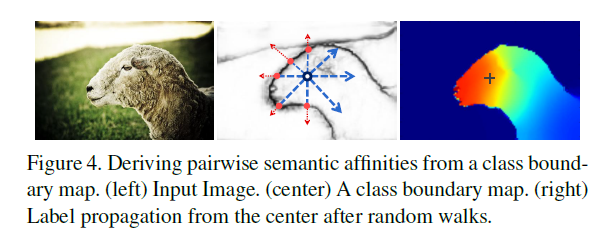 Figure 4. Deriving pairwise semantic affinities from a class bound-
ary map. (left) Input Image. (center) A class boundary map. (right)
Label propagation from the center after random walks.